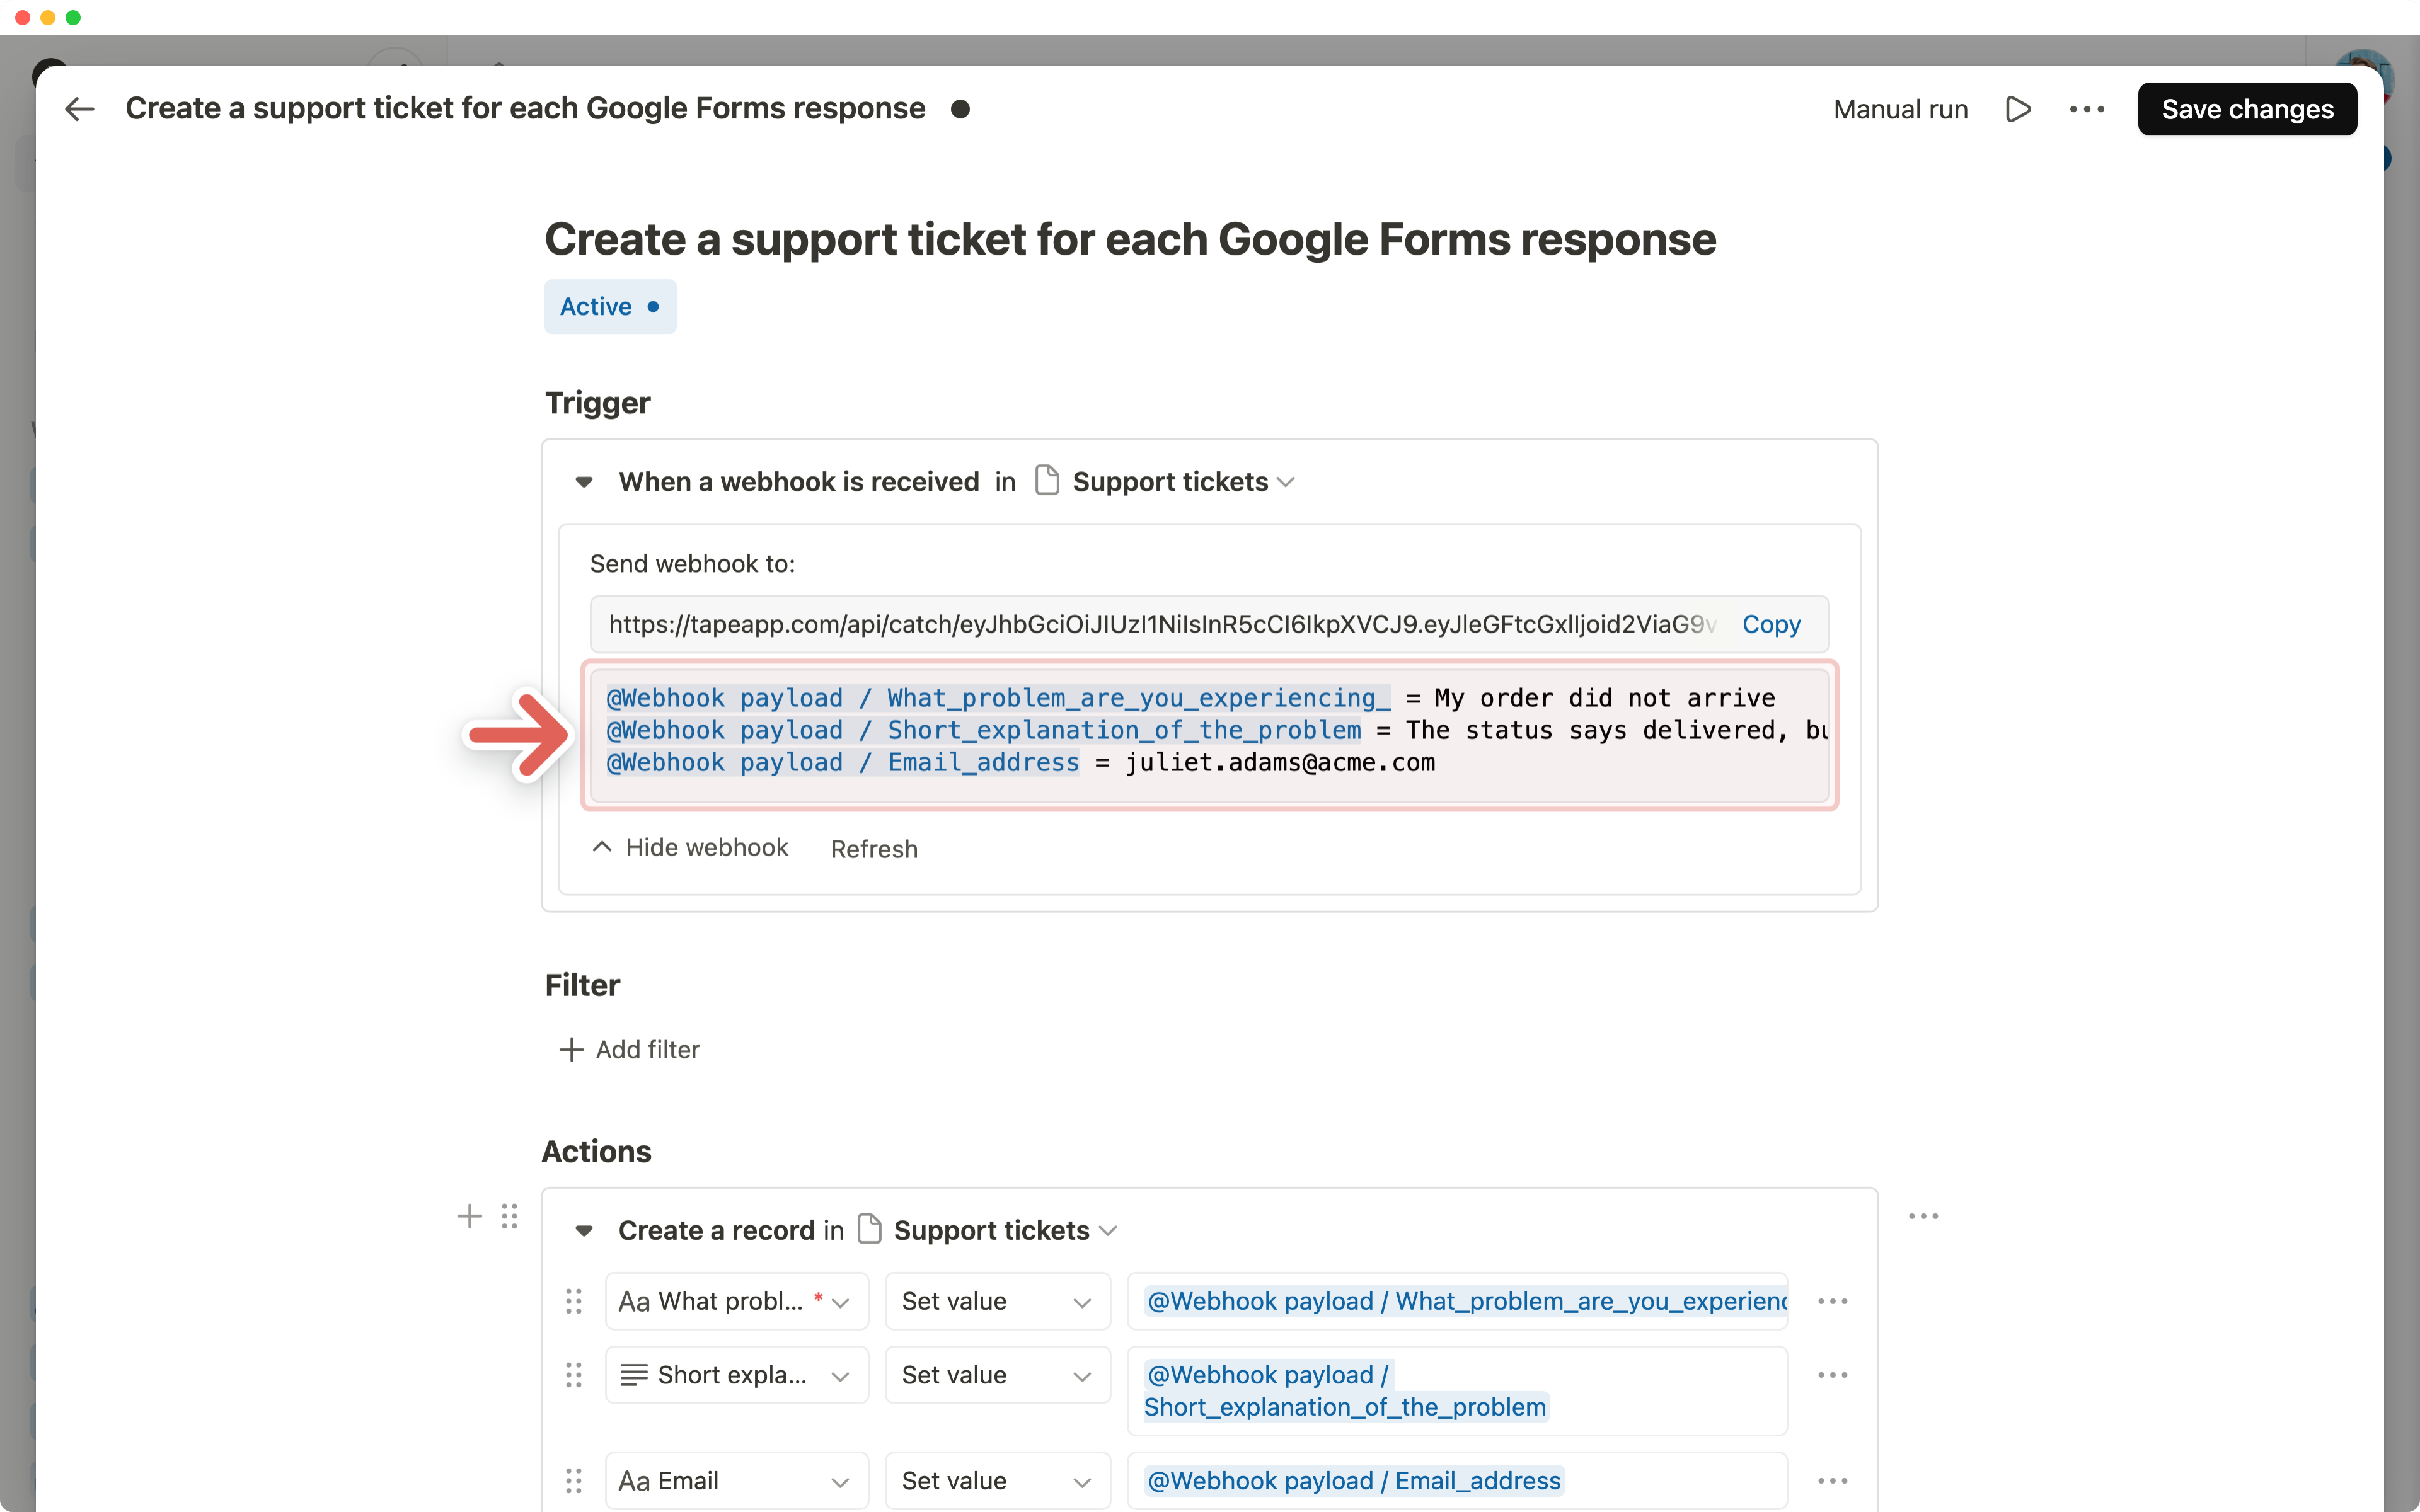 Create a support ticket for each Google Forms response
Manual run
Save changes
Create a support ticket for each Google Forms response
Active
Trigger
When a webhook is received in Support tickets
Send webhook to:
https://tapeapp.com/api/catch/eyJhbGciOiJIUzI1NiIsInR5cCI6IkpXVCJ9.eyJleGFtcGxlIjoid2ViaG9v Copy
@Webhook payload / What_problem_are_you_experiencing_ = My order did not arrive
@Webhook payload / Short_explanation_of_the_problem = The status says delivered, bu
@Webhook payload / Email_address = juliet.adams@acme.com
Hide webhook Refresh
Filter
Add filter
Actions
Create a record in Support tickets
Aa What probl... * Set value @Webhook payload / What_problem_are_you_experienc
Short expla... Set value @Webhook payload /
Short_explanation_of_the_problem
Aa Email Set value @Webhook payload / Email_address